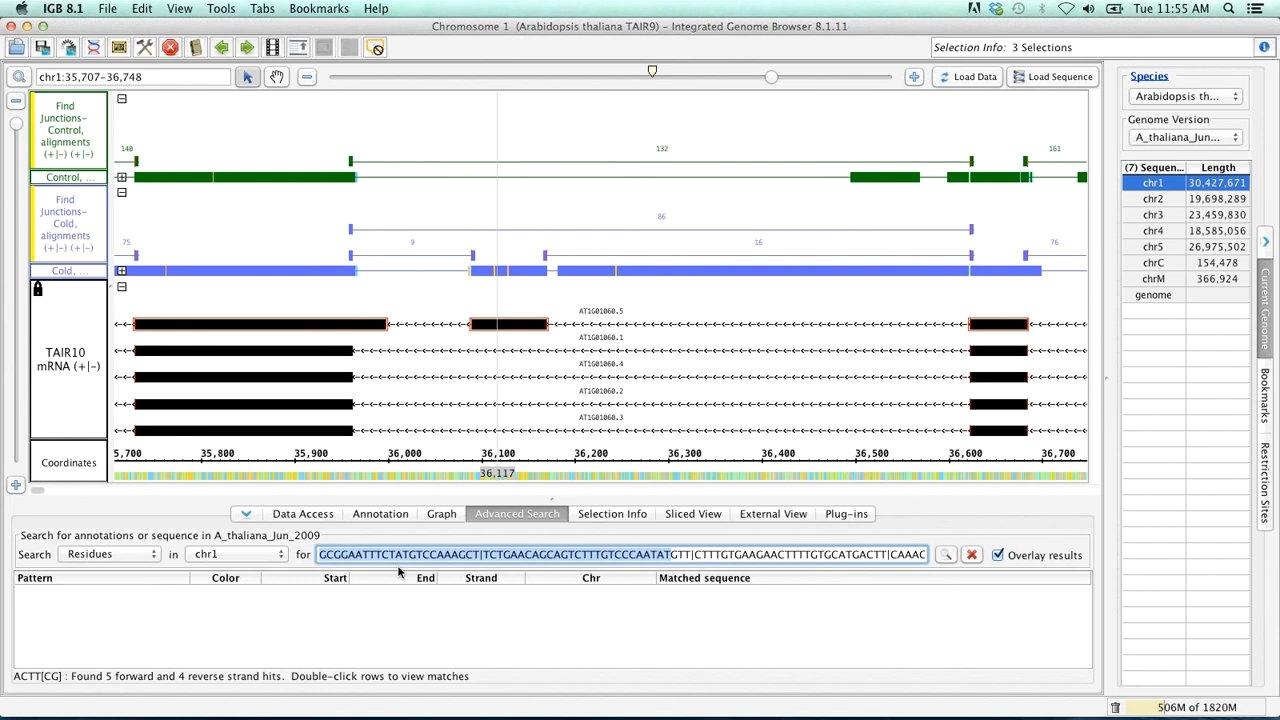 IGB 8.1 File Edit View Tools Tabs Bookmarks Help Tue 11:55 AM
Chromosome 1 (Arabidopsis thaliana TAIR9) - Integrated Genome Browser 8.1.11
Selection Info: 3 Selections
chr1:35,707-36,748
Load Data
Load Sequence
Find
Junctions-
Control,
alignments
(+|-) (+|-)
140
132
161
Control, ...
Find
Junctions-
Cold,
alignments
(+|-) (+|-)
86
75
9
16
76
Cold, ...
TAIR10
mRNA (+|-)
AT1G01060.5
AT1G01060.1
AT1G01060.4
AT1G01060.2
AT1G01060.3
Coordinates
5,700 35,800 35,900 36,000 36,100 36,200 36,300 36,400 36,500 36,600 36,700
36,117
Species
Arabidopsis th...
Genome Version
A_thaliana_Jun...
(7) Sequen... Length
chr1 30,427,671
chr2 19,698,289
chr3 23,459,830
chr4 18,585,056
chr5 26,975,502
chrC 154,478
chrM 366,924
genome
Current Genome
Bookmarks
Restriction Sites
Data Access Annotation Graph Advanced Search Selection Info Sliced View External View Plug-ins
Search for annotations or sequence in A_thaliana_Jun_2009
Search Residues in chr1 for GCGGAATTTCTATGTCCAAAGCT|TCTGAACAGCAGTCTTTGTCCCAATATGTT|CTTTGTGAAGAACTTTTGTGCATGACTT|CAAAC Overlay results
Pattern Color Start End Strand Chr Matched sequence
ACTT[CG] : Found 5 forward and 4 reverse strand hits. Double-click rows to view matches
506M of 1820M